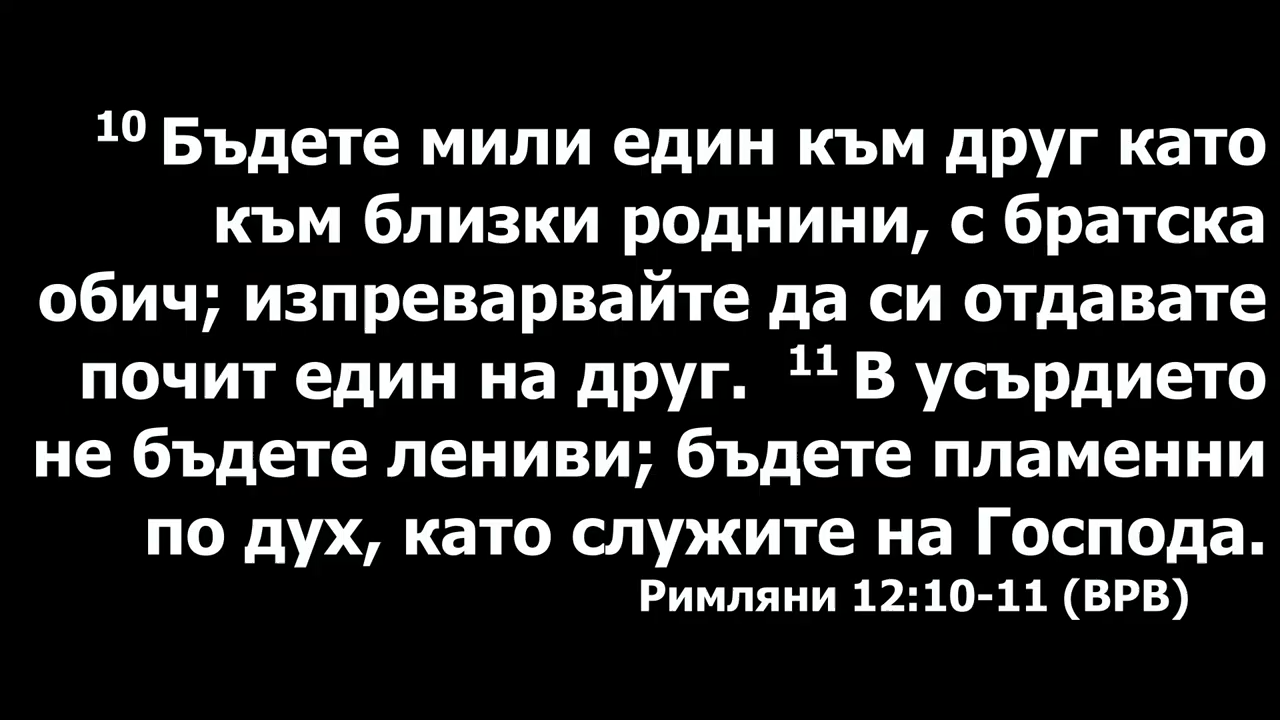 10 Бъдете мили един към друг като
към близки роднини, с братска
обич; изпреварвайте да си отдавате
почит един на друг. 11 В усърдието
не бъдете лениви; бъдете пламенни
по дух, като служите на Господа.
Римляни 12:10-11 (ВРВ)